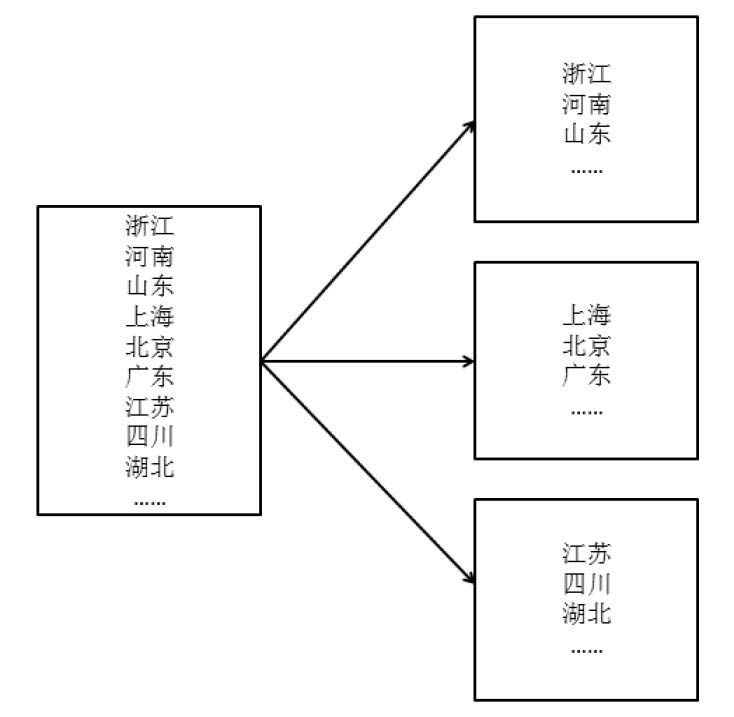 浙江
河南
山东
上海
北京
广东
江苏
四川
湖北
……
浙江
河南
山东
……
上海
北京
广东
……
江苏
四川
湖北
……